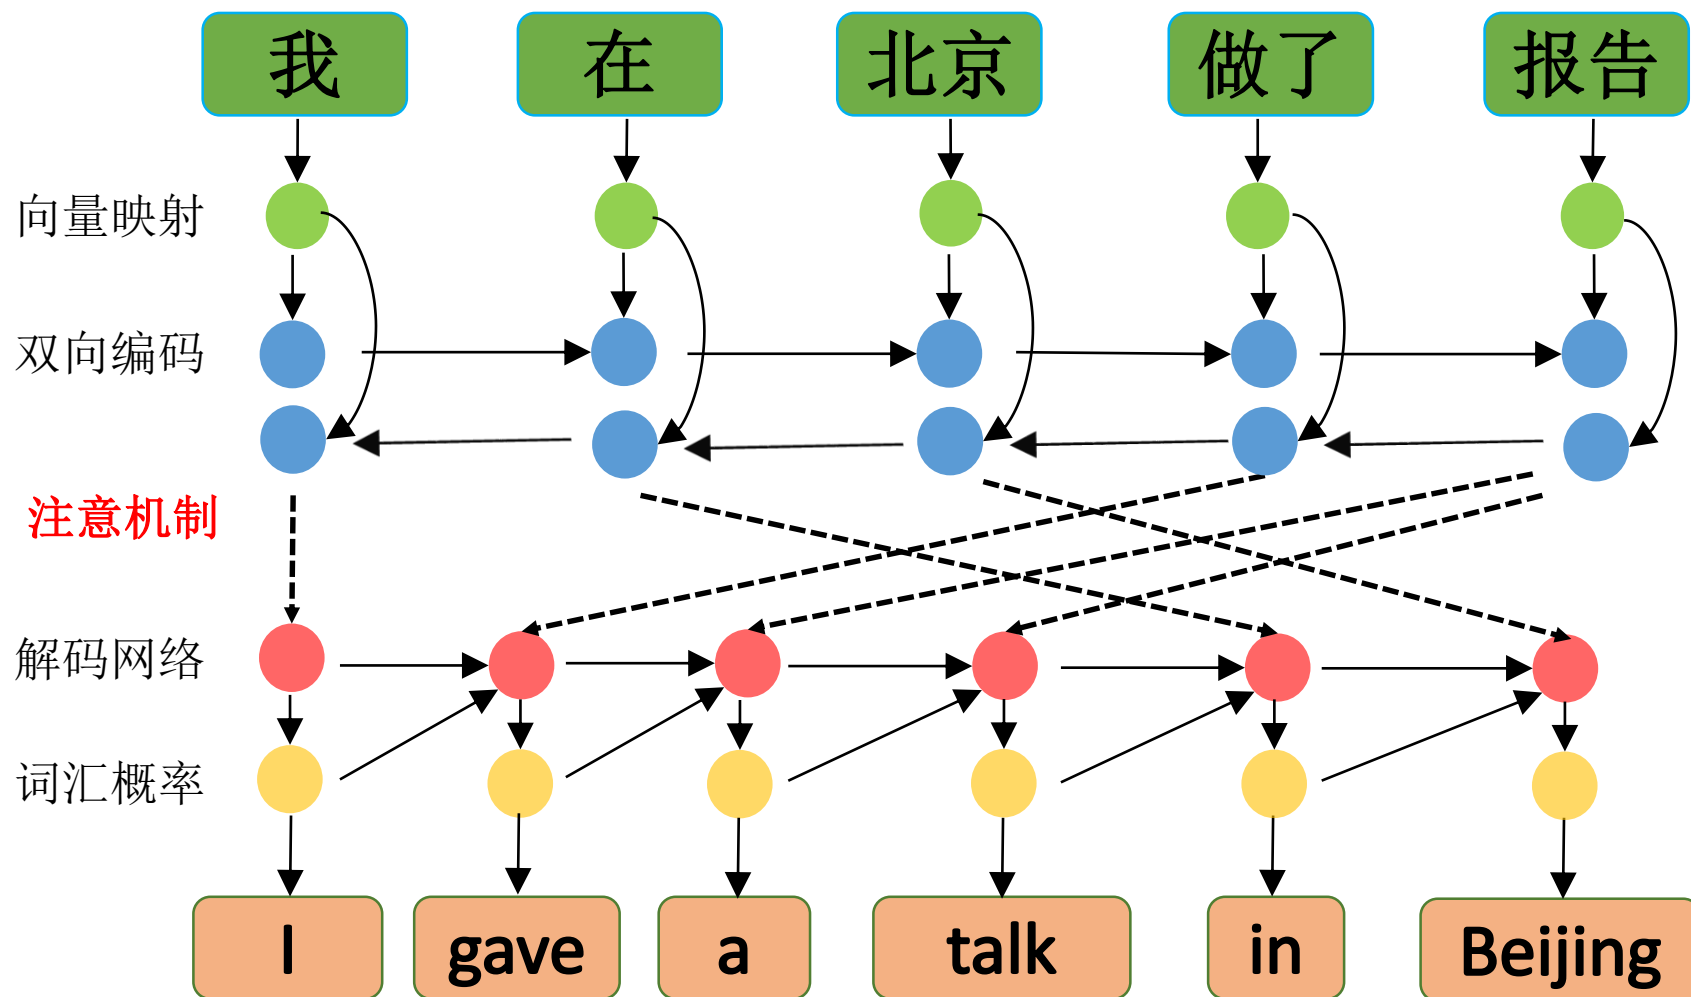 我 在 北京 做了 报告
向量映射
双向编码
注意机制
解码网络
词汇概率
I gave a talk in Beijing